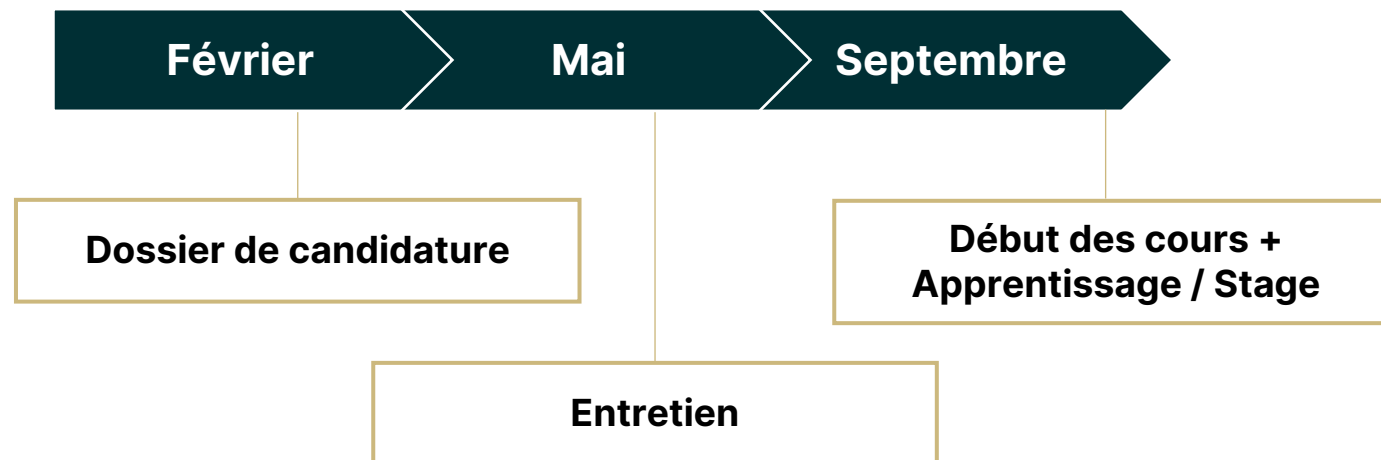 Février
Mai
Septembre
Dossier de candidature
Début des cours +
Apprentissage / Stage
Entretien